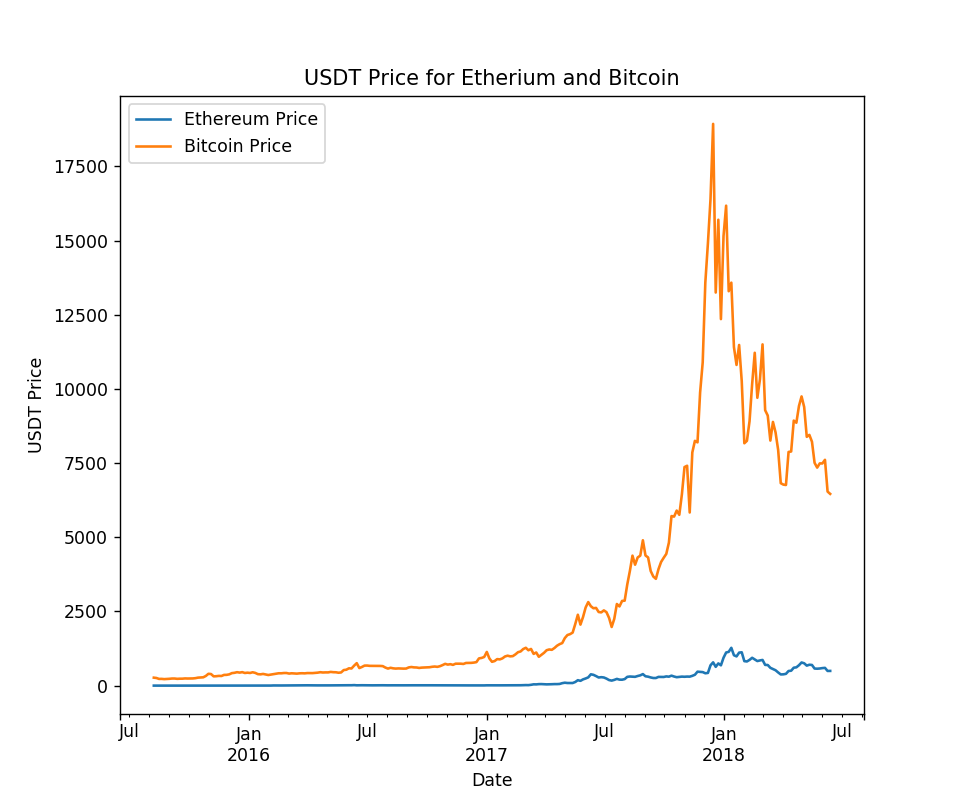 USDT Price for Etherium and Bitcoin
Ethereum Price
Bitcoin Price
17500
15000
12500
10000
7500
5000
2500
0
USDT Price
Jul
Jan
2016
Jul
Jan
2017
Jul
Jan
2018
Jul
Date